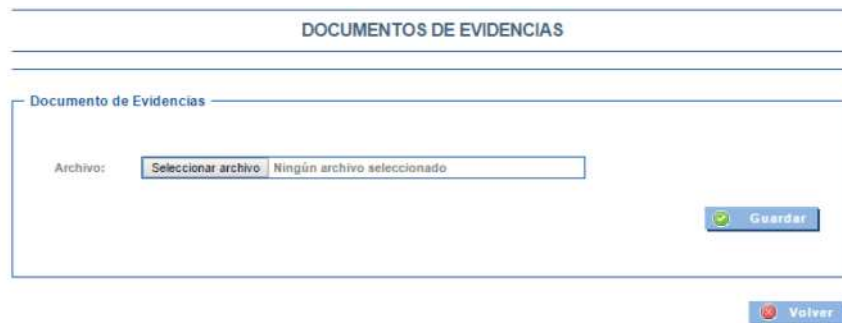 DOCUMENTOS DE EVIDENCIAS
Documento de Evidencias
Archivo: Seleccionar archivo Ningún archivo seleccionado
Guardar
Volver